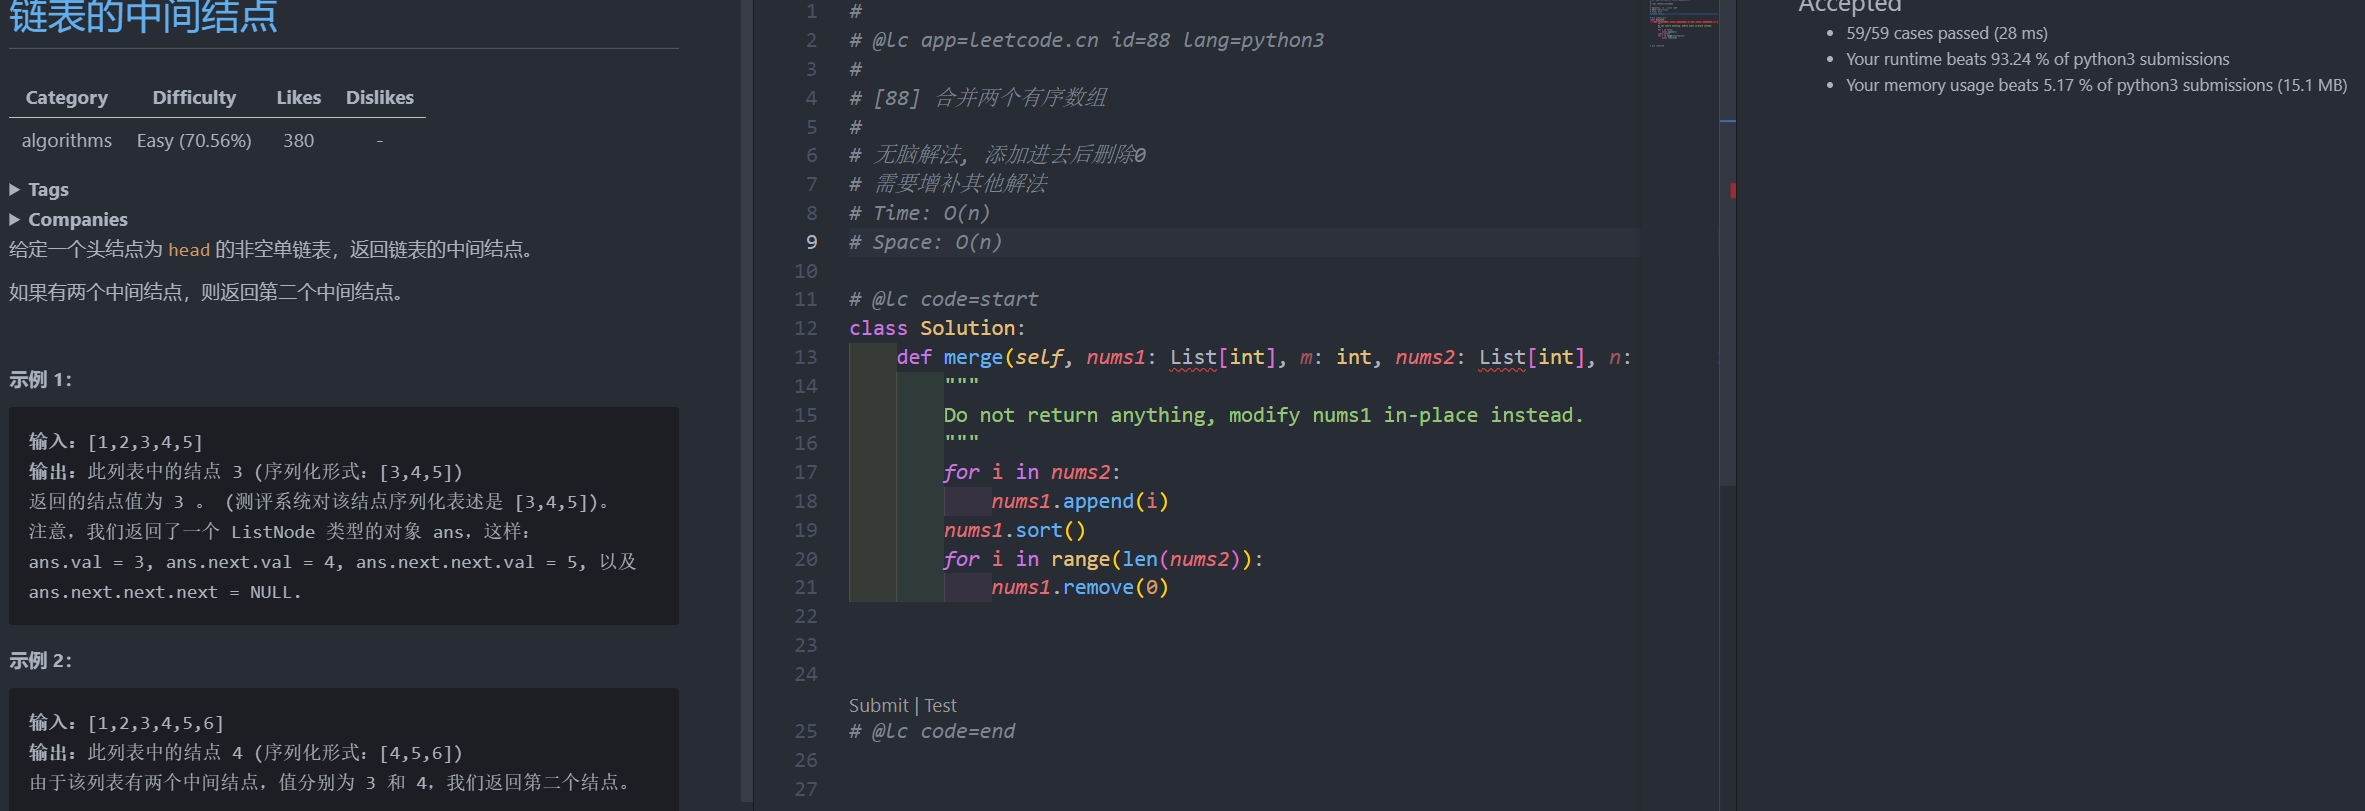 链表的中间结点
Category Difficulty Likes Dislikes
algorithms Easy (70.56%) 380 -
Tags
Companies
给定一个头结点为 head 的非空单链表，返回链表的中间结点。
如果有两个中间结点，则返回第二个中间结点。
示例 1：
输入：[1,2,3,4,5]
输出：此列表中的结点 3 (序列化形式：[3,4,5])
返回的结点值为 3 。 (测评系统对该结点序列化表述是 [3,4,5])。
注意，我们返回了一个 ListNode 类型的对象 ans，这样：
ans.val = 3, ans.next.val = 4, ans.next.next.val = 5, 以及
ans.next.next.next = NULL.
示例 2：
输入：[1,2,3,4,5,6]
输出：此列表中的结点 4 (序列化形式：[4,5,6])
由于该列表有两个中间结点，值分别为 3 和 4，我们返回第二个结点。
1 #
2 # @lc app=leetcode.cn id=88 lang=python3
3 #
4 # [88] 合并两个有序数组
5 #
6 # 无脑解法, 添加进去后删除0
7 # 需要增补其他解法
8 # Time: O(n)
9 # Space: O(n)
10
11 # @lc code=start
12 class Solution:
13     def merge(self, nums1: List[int], m: int, nums2: List[int], n:
14         """
15         Do not return anything, modify nums1 in-place instead.
16         """
17         for i in nums2:
18             nums1.append(i)
19         nums1.sort()
20         for i in range(len(nums2)):
21             nums1.remove(0)
22
23
24
Submit | Test
25 # @lc code=end
26
27
Accepted
59/59 cases passed (28 ms)
Your runtime beats 93.24 % of python3 submissions
Your memory usage beats 5.17 % of python3 submissions (15.1 MB)